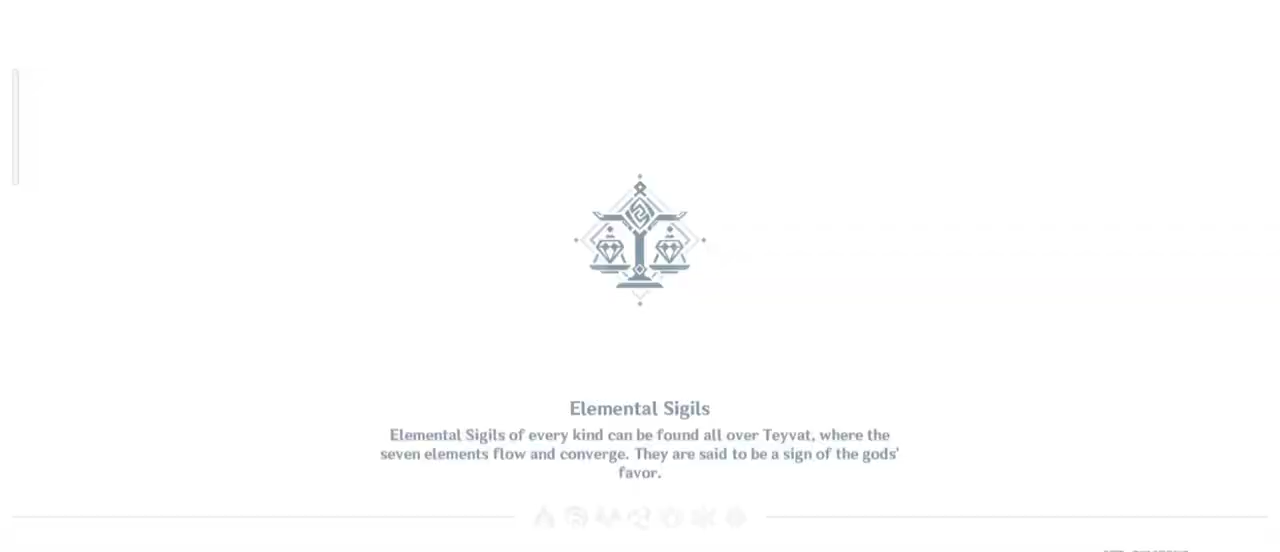 Elemental Sigils
Elemental Sigils of every kind can be found all over Teyvat, where the
seven elements flow and converge. They are said to be a sign of the gods'
favor.